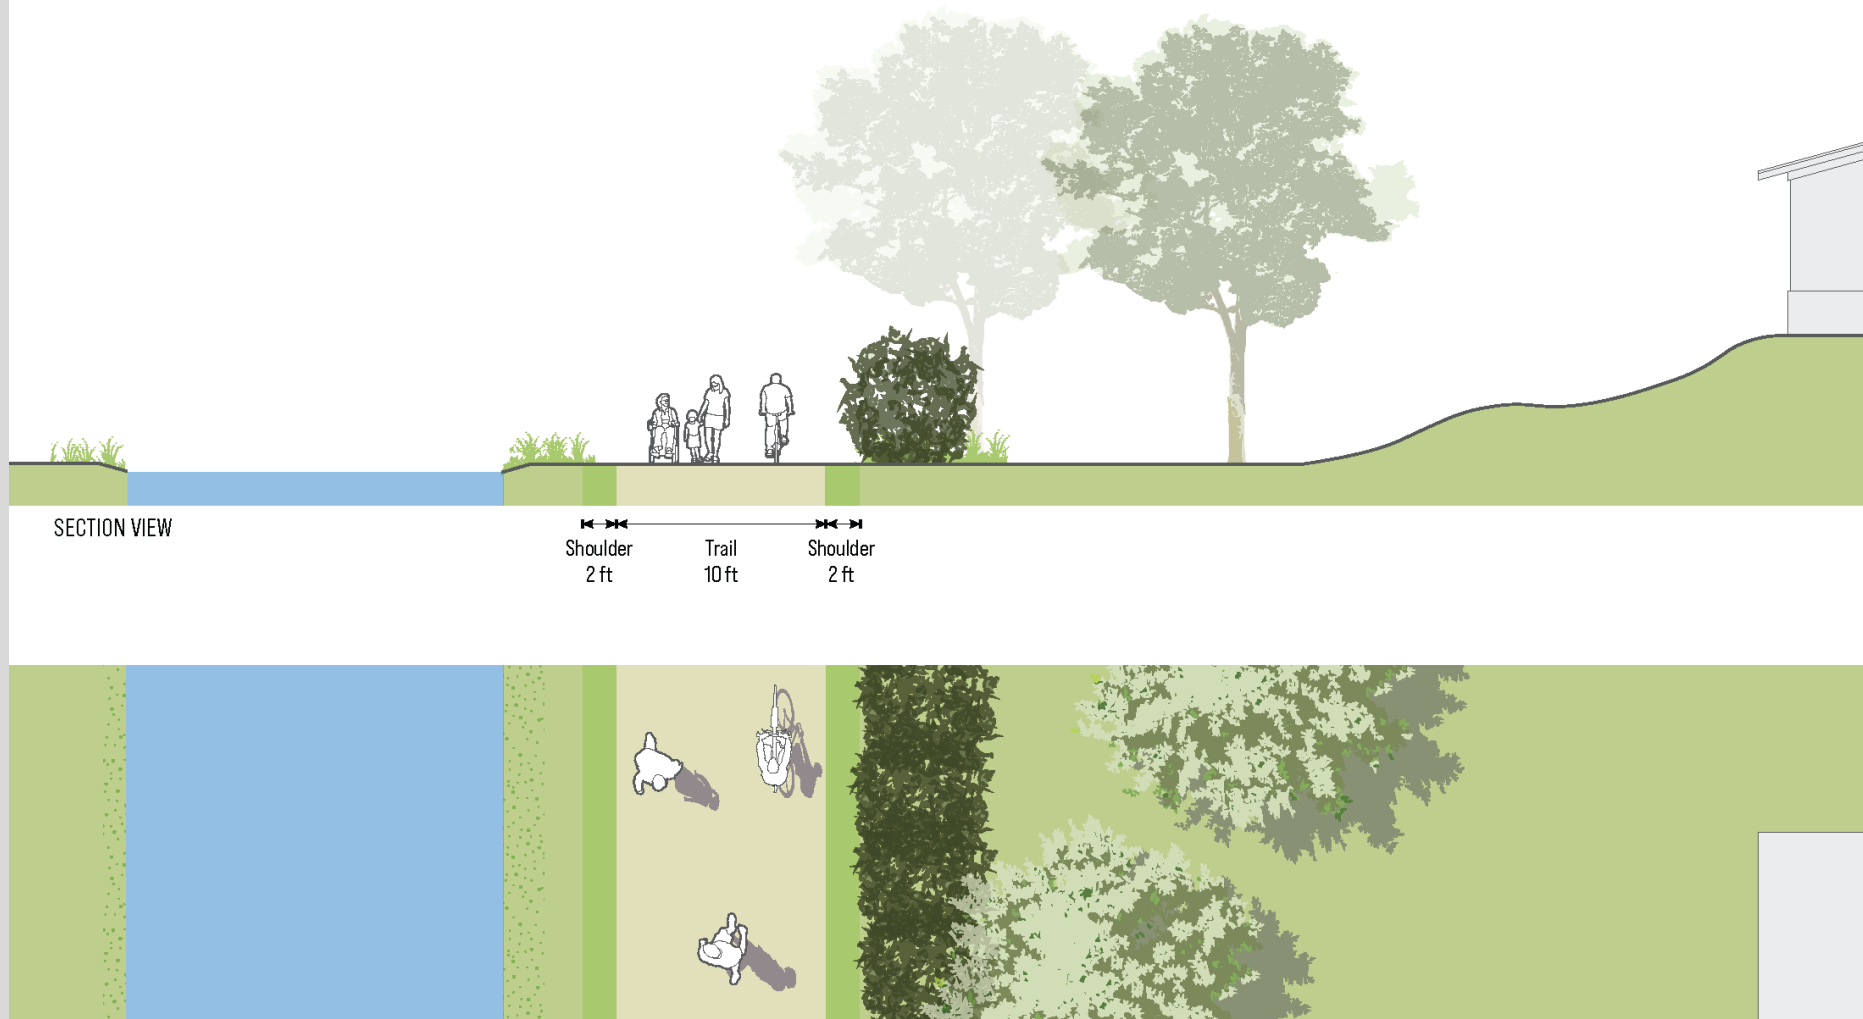 SECTION VIEW
Shoulder
2 ft
Trail
10 ft
Shoulder
2 ft